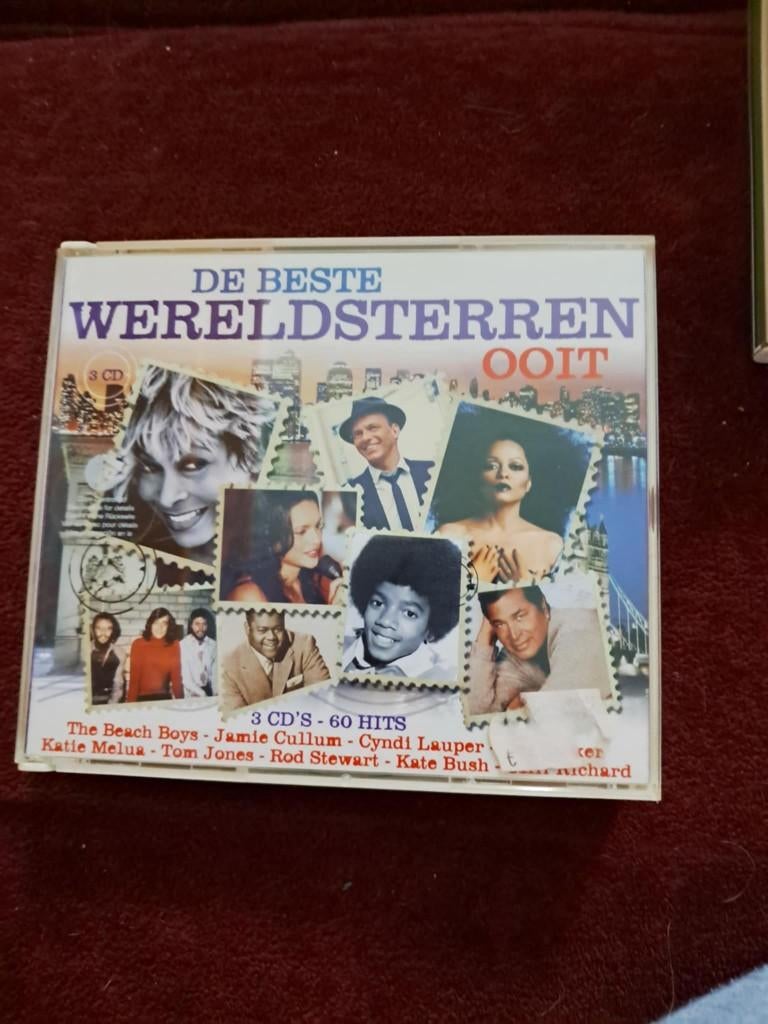 DE BESTE
WERELDSTERREN
OOIT
3 CD
3 CD'S - 60 HITS
The Beach Boys - Jamie Cullum - Cyndi Lauper -
Katie Melua - Tom Jones - Rod Stewart - Kate Bush - Richard